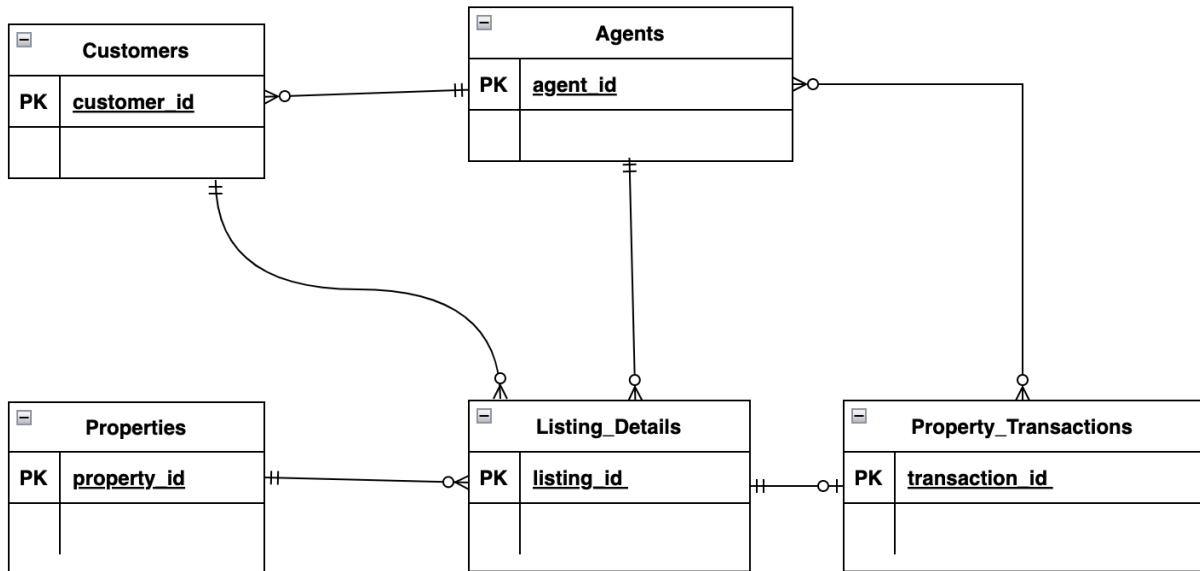 Customers
PK customer_id
Agents
PK agent_id
Properties
PK property_id
Listing_Details
PK listing_id
Property_Transactions
PK transaction_id